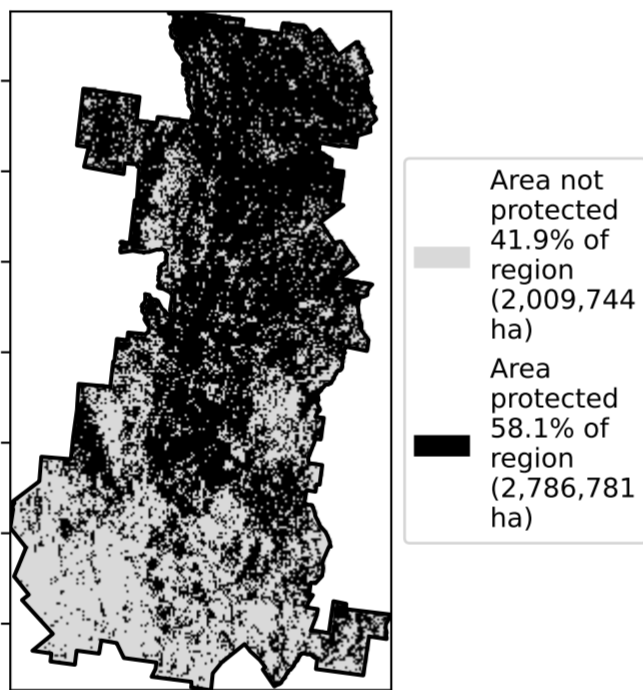 Area not
protected
41.9% of
region
(2,009,744
ha)
Area
protected
58.1% of
region
(2,786,781
ha)